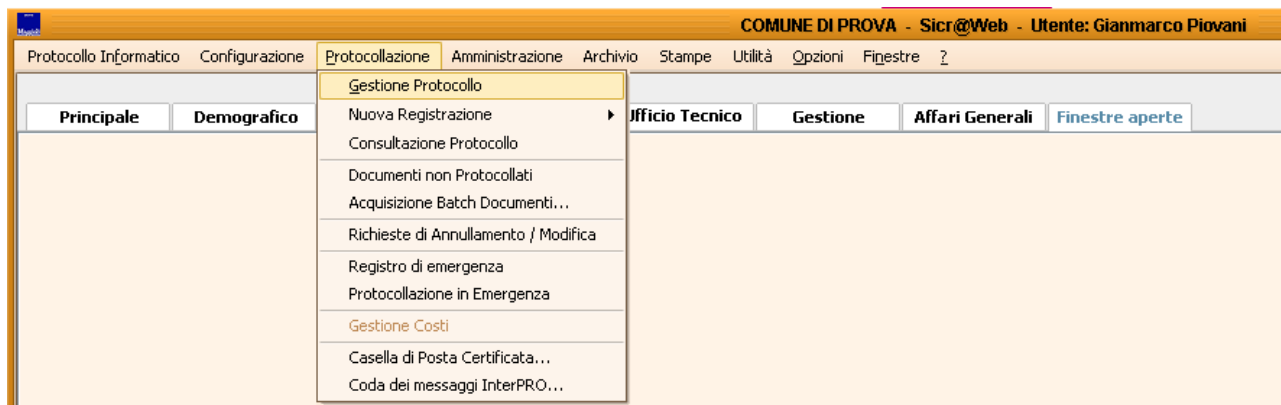 COMUNE DI PROVA - Sicr@Web - Utente: Gianmarco Piovani
Protocollo Informatico Configurazione Protocollazione Amministrazione Archivio Stampe Utilità Opzioni Finestre ?
Gestione Protocollo
Principale Demografico Ufficio Tecnico Gestione Affari Generali Finestre aperte
Nuova Registrazione
Consultazione Protocollo
Documenti non Protocollati
Acquisizione Batch Documenti...
Richieste di Annullamento / Modifica
Registro di emergenza
Protocollazione in Emergenza
Gestione Costi
Casella di Posta Certificata...
Coda dei messaggi InterPRO...